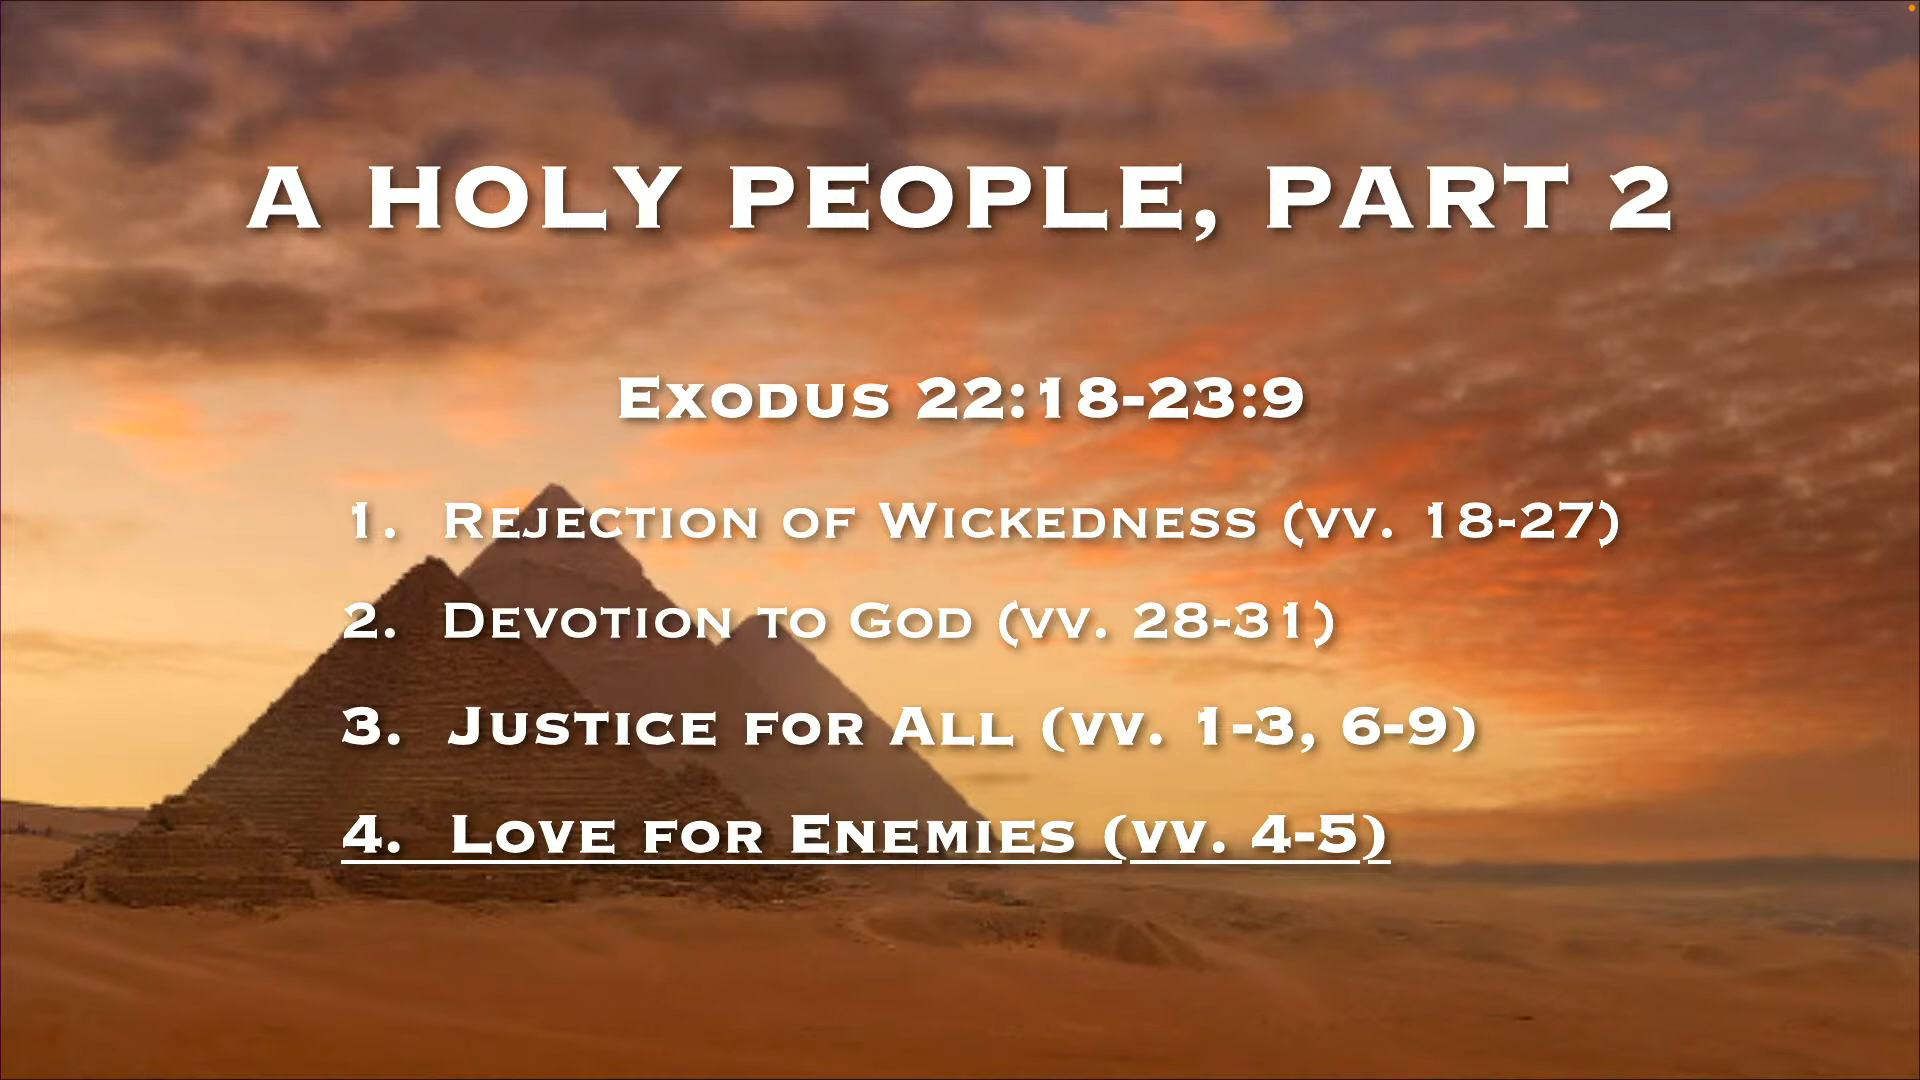 A HOLY PEOPLE, PART 2
Exodus 22:18-23:9
1. Rejection of Wickedness (vv. 18-27)
2. Devotion to God (vv. 28-31)
3. Justice for All (vv. 1-3, 6-9)
4. Love for Enemies (vv. 4-5)